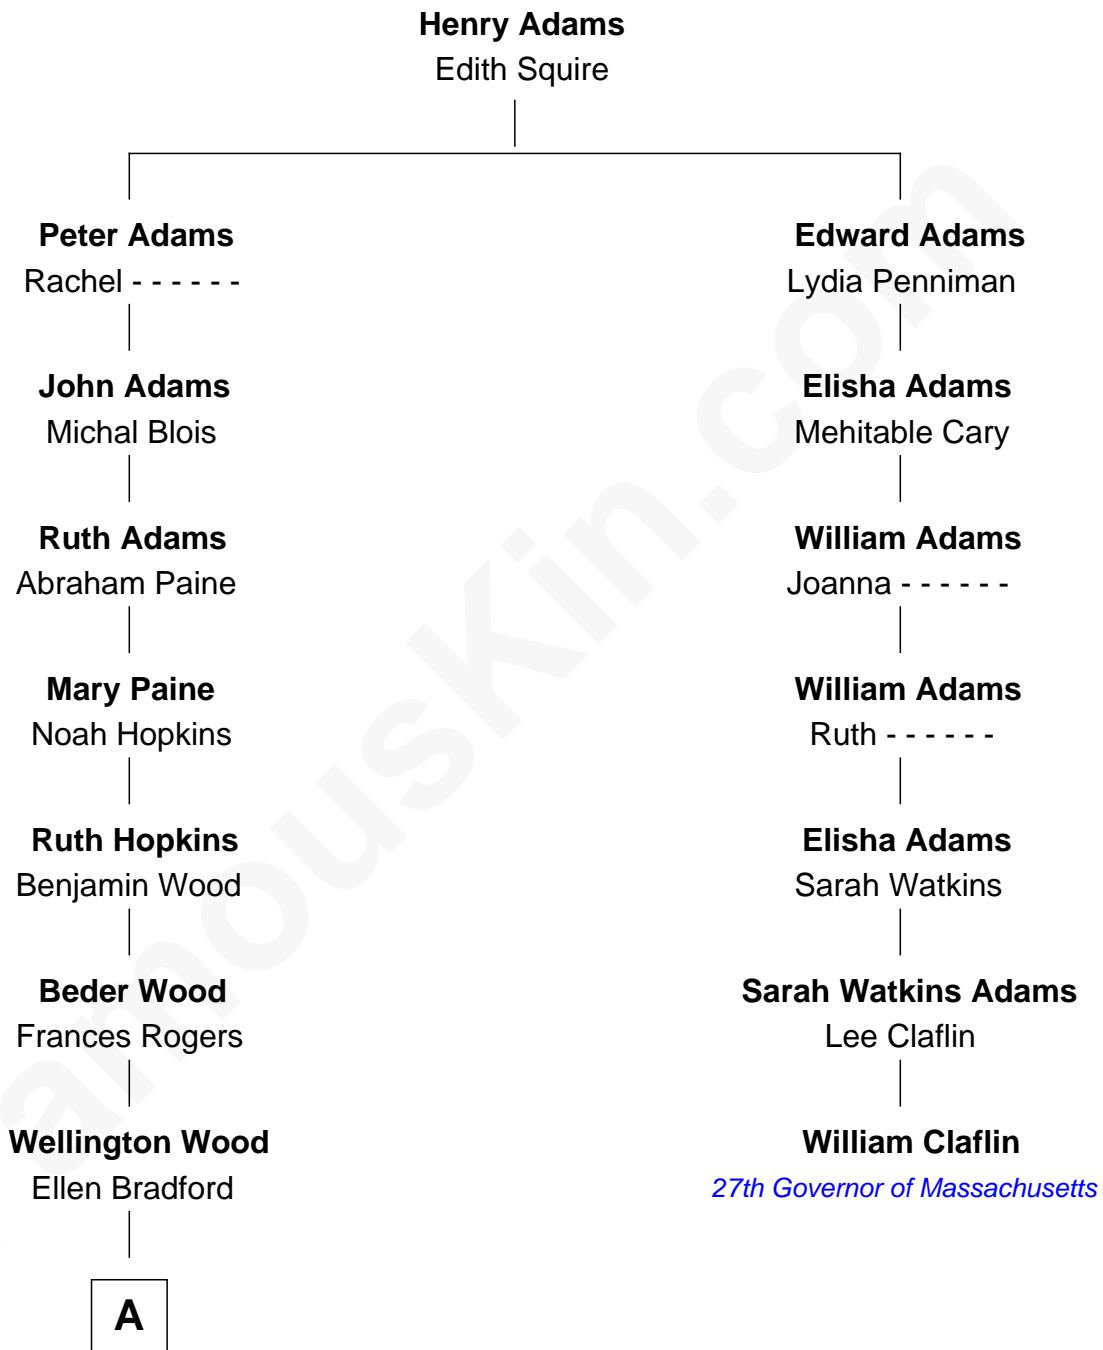 Henry Adams
Edith Squire
Peter Adams
Rachel - - - - - -
John Adams
Michal Blois
Ruth Adams
Abraham Paine
Mary Paine
Noah Hopkins
Ruth Hopkins
Benjamin Wood
Beder Wood
Frances Rogers
Wellington Wood
Ellen Bradford
A
Edward Adams
Lydia Penniman
Elisha Adams
Mehitable Cary
William Adams
Joanna - - - - - -
William Adams
Ruth - - - - - -
Elisha Adams
Sarah Watkins
Sarah Watkins Adams
Lee Claflin
William Claflin
27th Governor of Massachusetts
amousKin.com